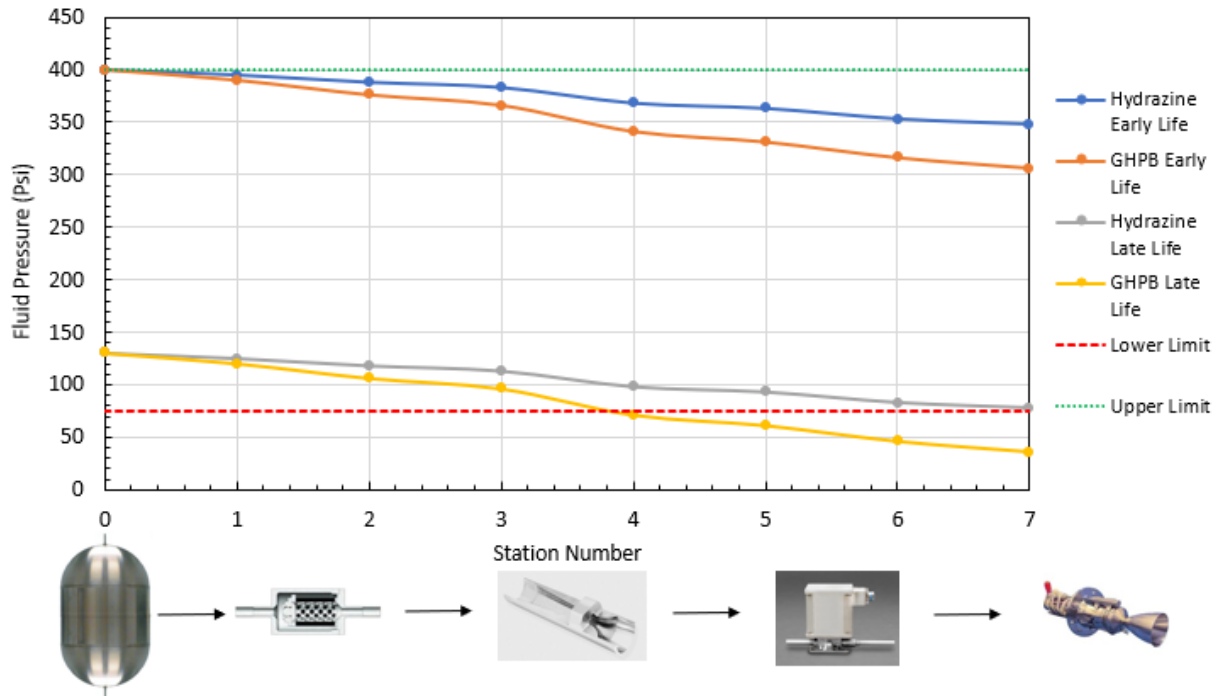 450
400
350
300
250
200
150
100
50
0
Fluid Pressure (Psi)
0 1 2 3 4 5 6 7
Station Number
Hydrazine
Early Life
GHPB Early
Life
Hydrazine
Late Life
GHPB Late
Life
Lower Limit
Upper Limit